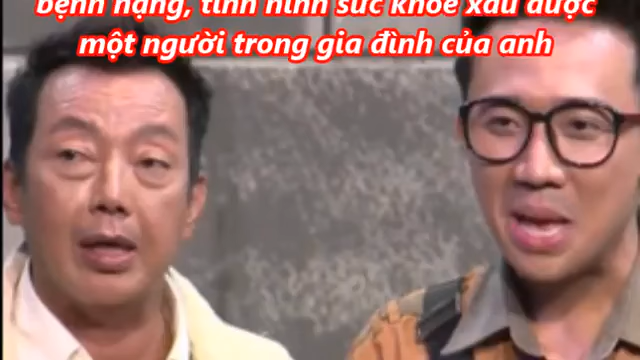 bệnh nặng, tình hình sức khỏe xấu được
một người trong gia đình của anh